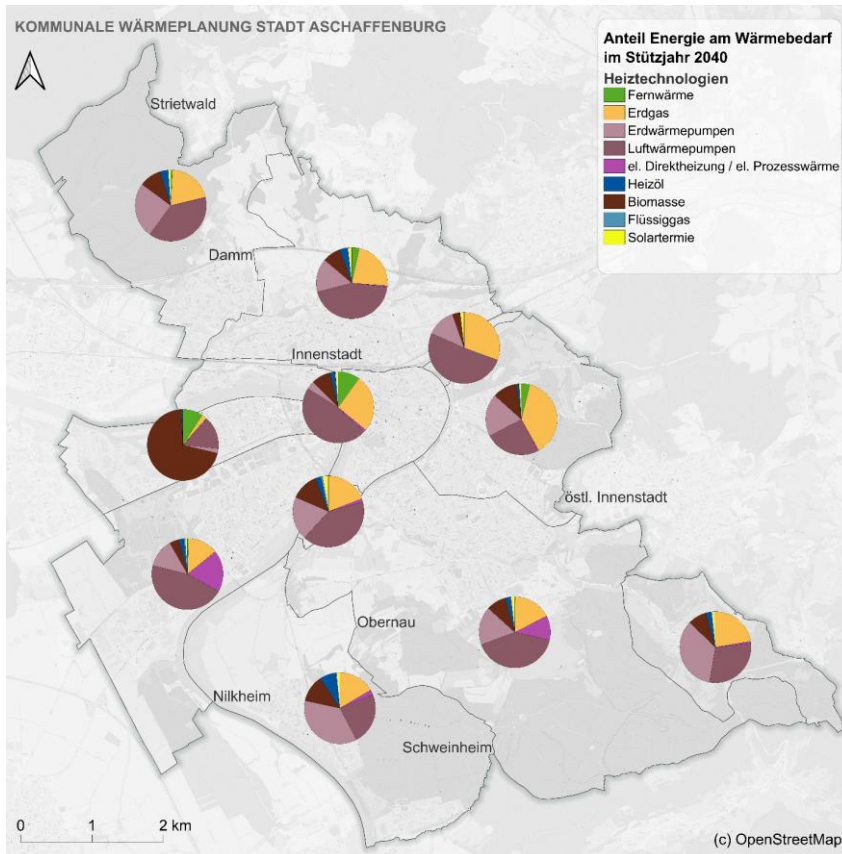 KOMMUNALE WÄRMEPLANUNG STADT ASCHAFFENBURG
Anteil Energie am Wärmebedarf
im Stützjahr 2040
Heiztechnologien
Fernwärme
Erdgas
Erdwärmepumpen
Luftwärmepumpen
el. Direktheizung / el. Prozesswärme
Heizöl
Biomasse
Flüssiggas
Solartermie
Strietwald
Damm
Innenstadt
östl. Innenstadt
Obernau
Nilkheim
Schweinheim
0 1 2 km
(c) OpenStreetMap